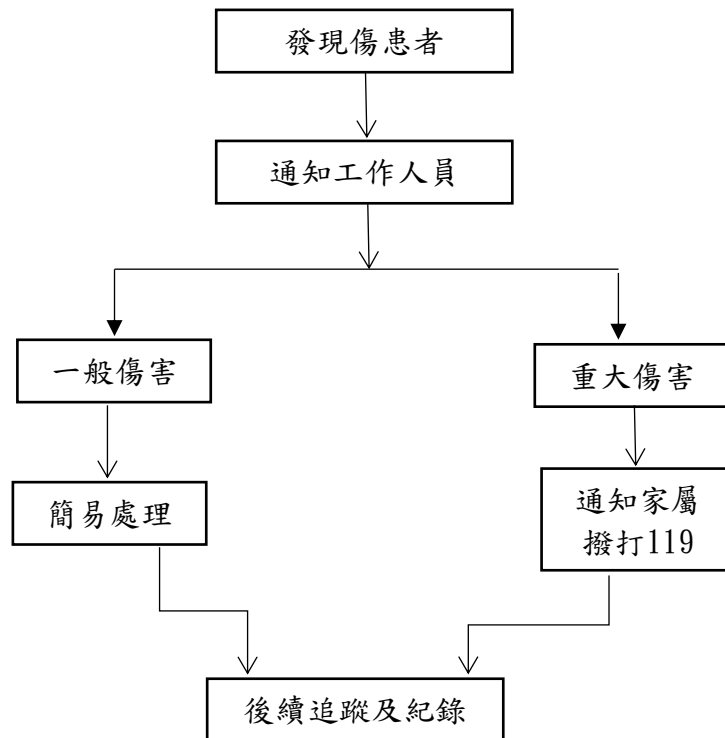 發現傷患者
通知工作人員
一般傷害
重大傷害
簡易處理
通知家屬
撥打119
後續追蹤及紀錄